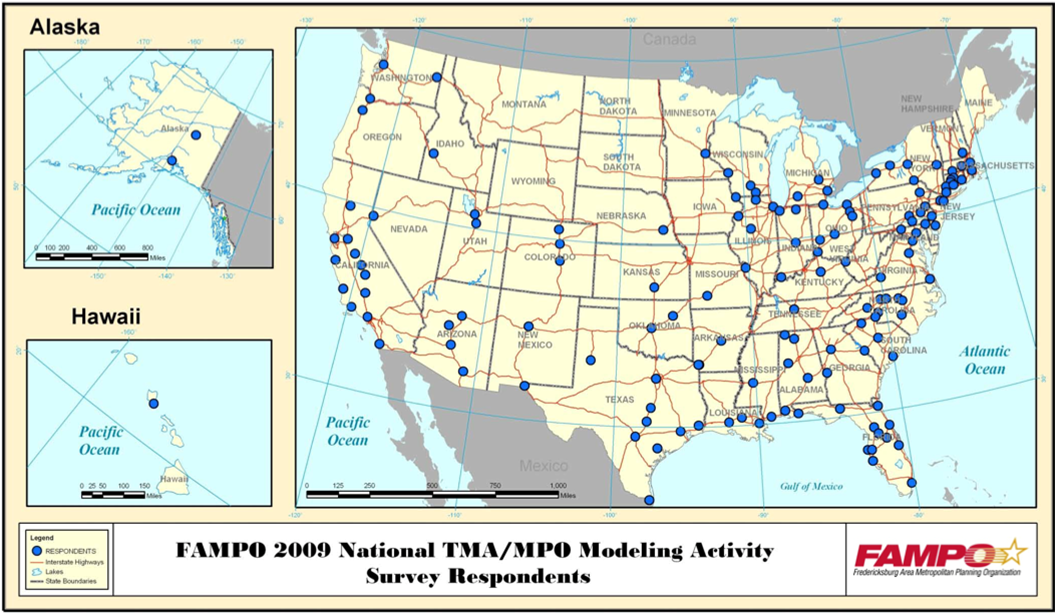 Alaska
-180°
-170°
-160°
-150°
Alaska
Pacific Ocean
0 100 200 400 600 800
Miles
-150°
-140°
-130°
Hawaii
-160°
20°
Pacific
Ocean
Hawaii
0 25 50 100 150
Miles
-130°
-120°
-110°
-100°
-90°
-80°
-70°
Canada
WASHINGTON
MONTANA
NORTH
DAKOTA
MINNESOTA
NEW
HAMPSHIRE
MAINE
VERMONT
OREGON
IDAHO
SOUTH
DAKOTA
WISCONSIN
MICHIGAN
NEW
YORK
WYOMING
IOWA
NEBRASKA
NEW
JERSEY
NEVADA
UTAH
COLORADO
ILLINOIS
INDIANA
OHIO
WEST
VIRGINIA
CALIFORNIA
KANSAS
MISSOURI
KENTUCKY
VIRGINIA
TENNESSEE
ARIZONA
NEW
MEXICO
OKLAHOMA
ARKANSAS
SOUTH
CAROLINA
MISSISSIPPI
ALABAMA
GEORGIA
TEXAS
LOUISIANA
Atlantic
Ocean
Pacific
Ocean
Mexico
Gulf of Mexico
0 125 250 500 750 1,000
Miles
-120°
-110°
-100°
-90°
-80°
Legend
RESPONDENTS
Interstate Highways
Lakes
State Boundaries
FAMPO 2009 National TMA/MPO Modeling Activity
Survey Respondents
FAMPO
Fredericksburg Area Metropolitan Planning Organization